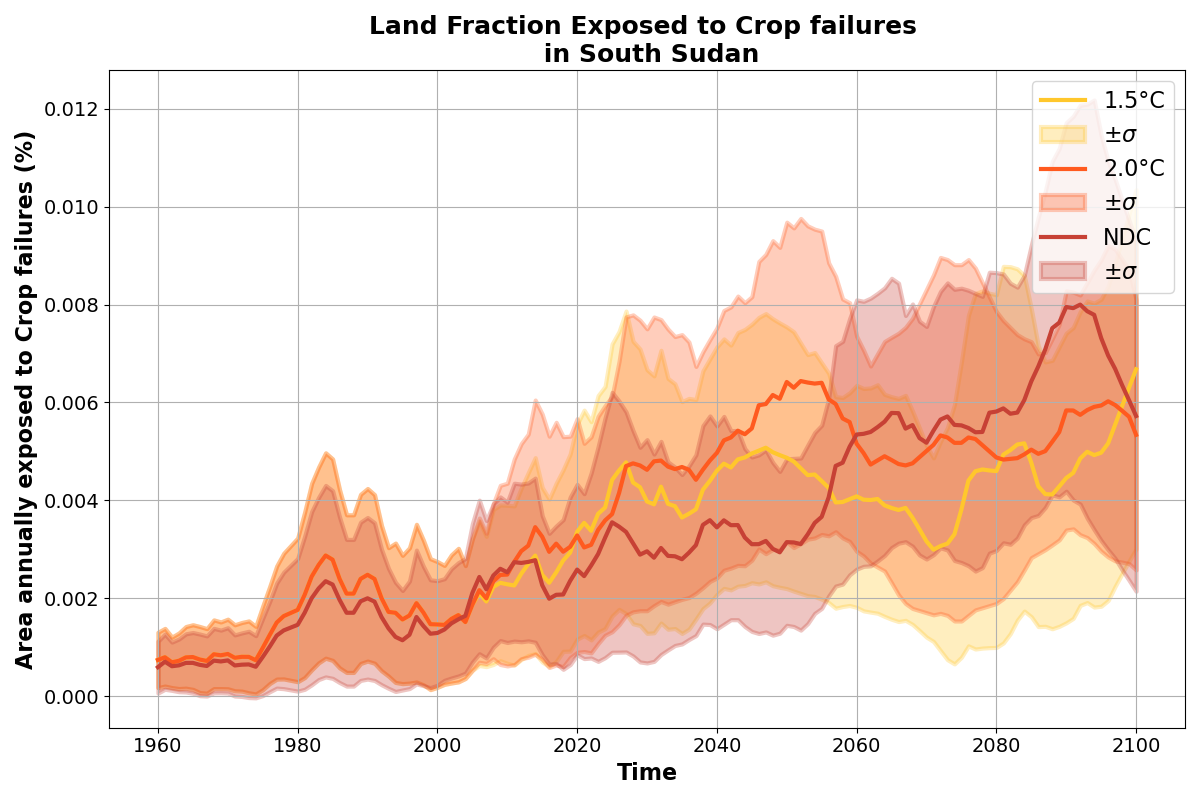 Land Fraction Exposed to Crop failures
in South Sudan
Area annually exposed to Crop failures (%)
0.012
0.010
0.008
0.006
0.004
0.002
0.000
1.5°C
±σ
2.0°C
±σ
NDC
±σ
1960 1980 2000 2020 2040 2060 2080 2100
Time